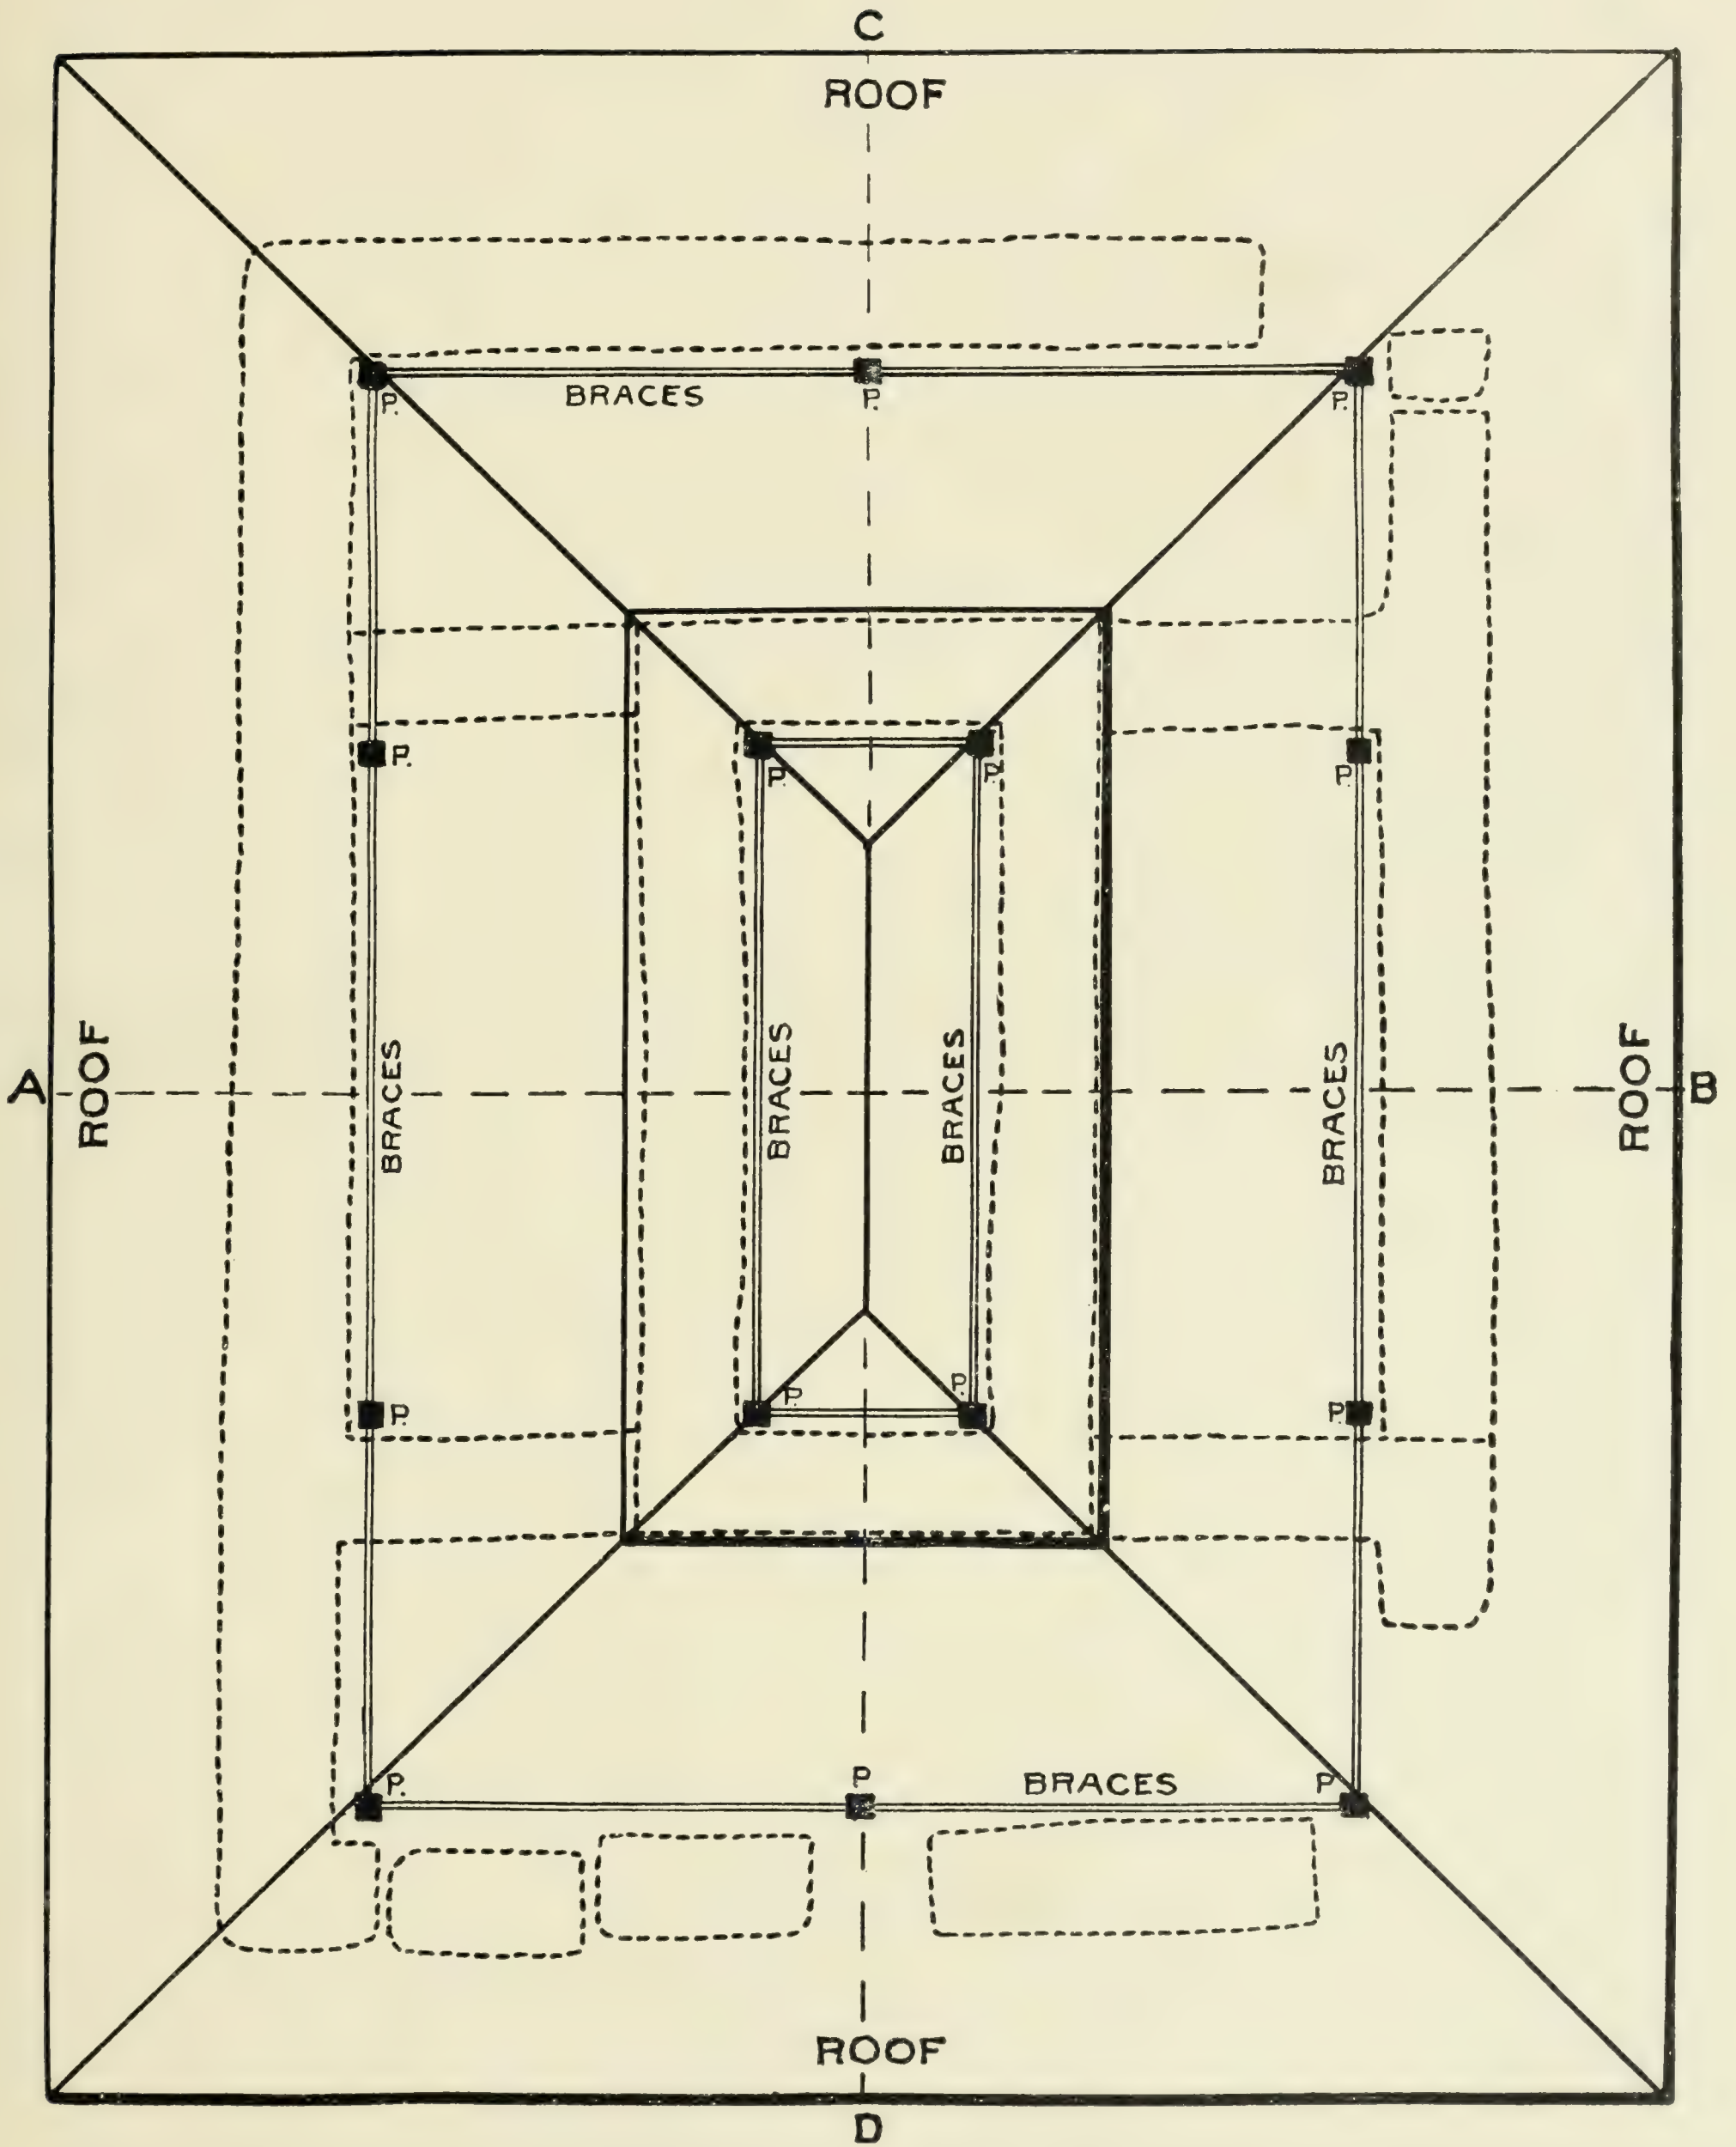 C
ROOF
BRACES
P.
P.
P.
P.
P
P.
P
A
ROOF
BRACES
BRACES
BRACES
BRACES
ROOF
B
P.
P.
P.
P.
P.
P
BRACES
P
ROOF
D